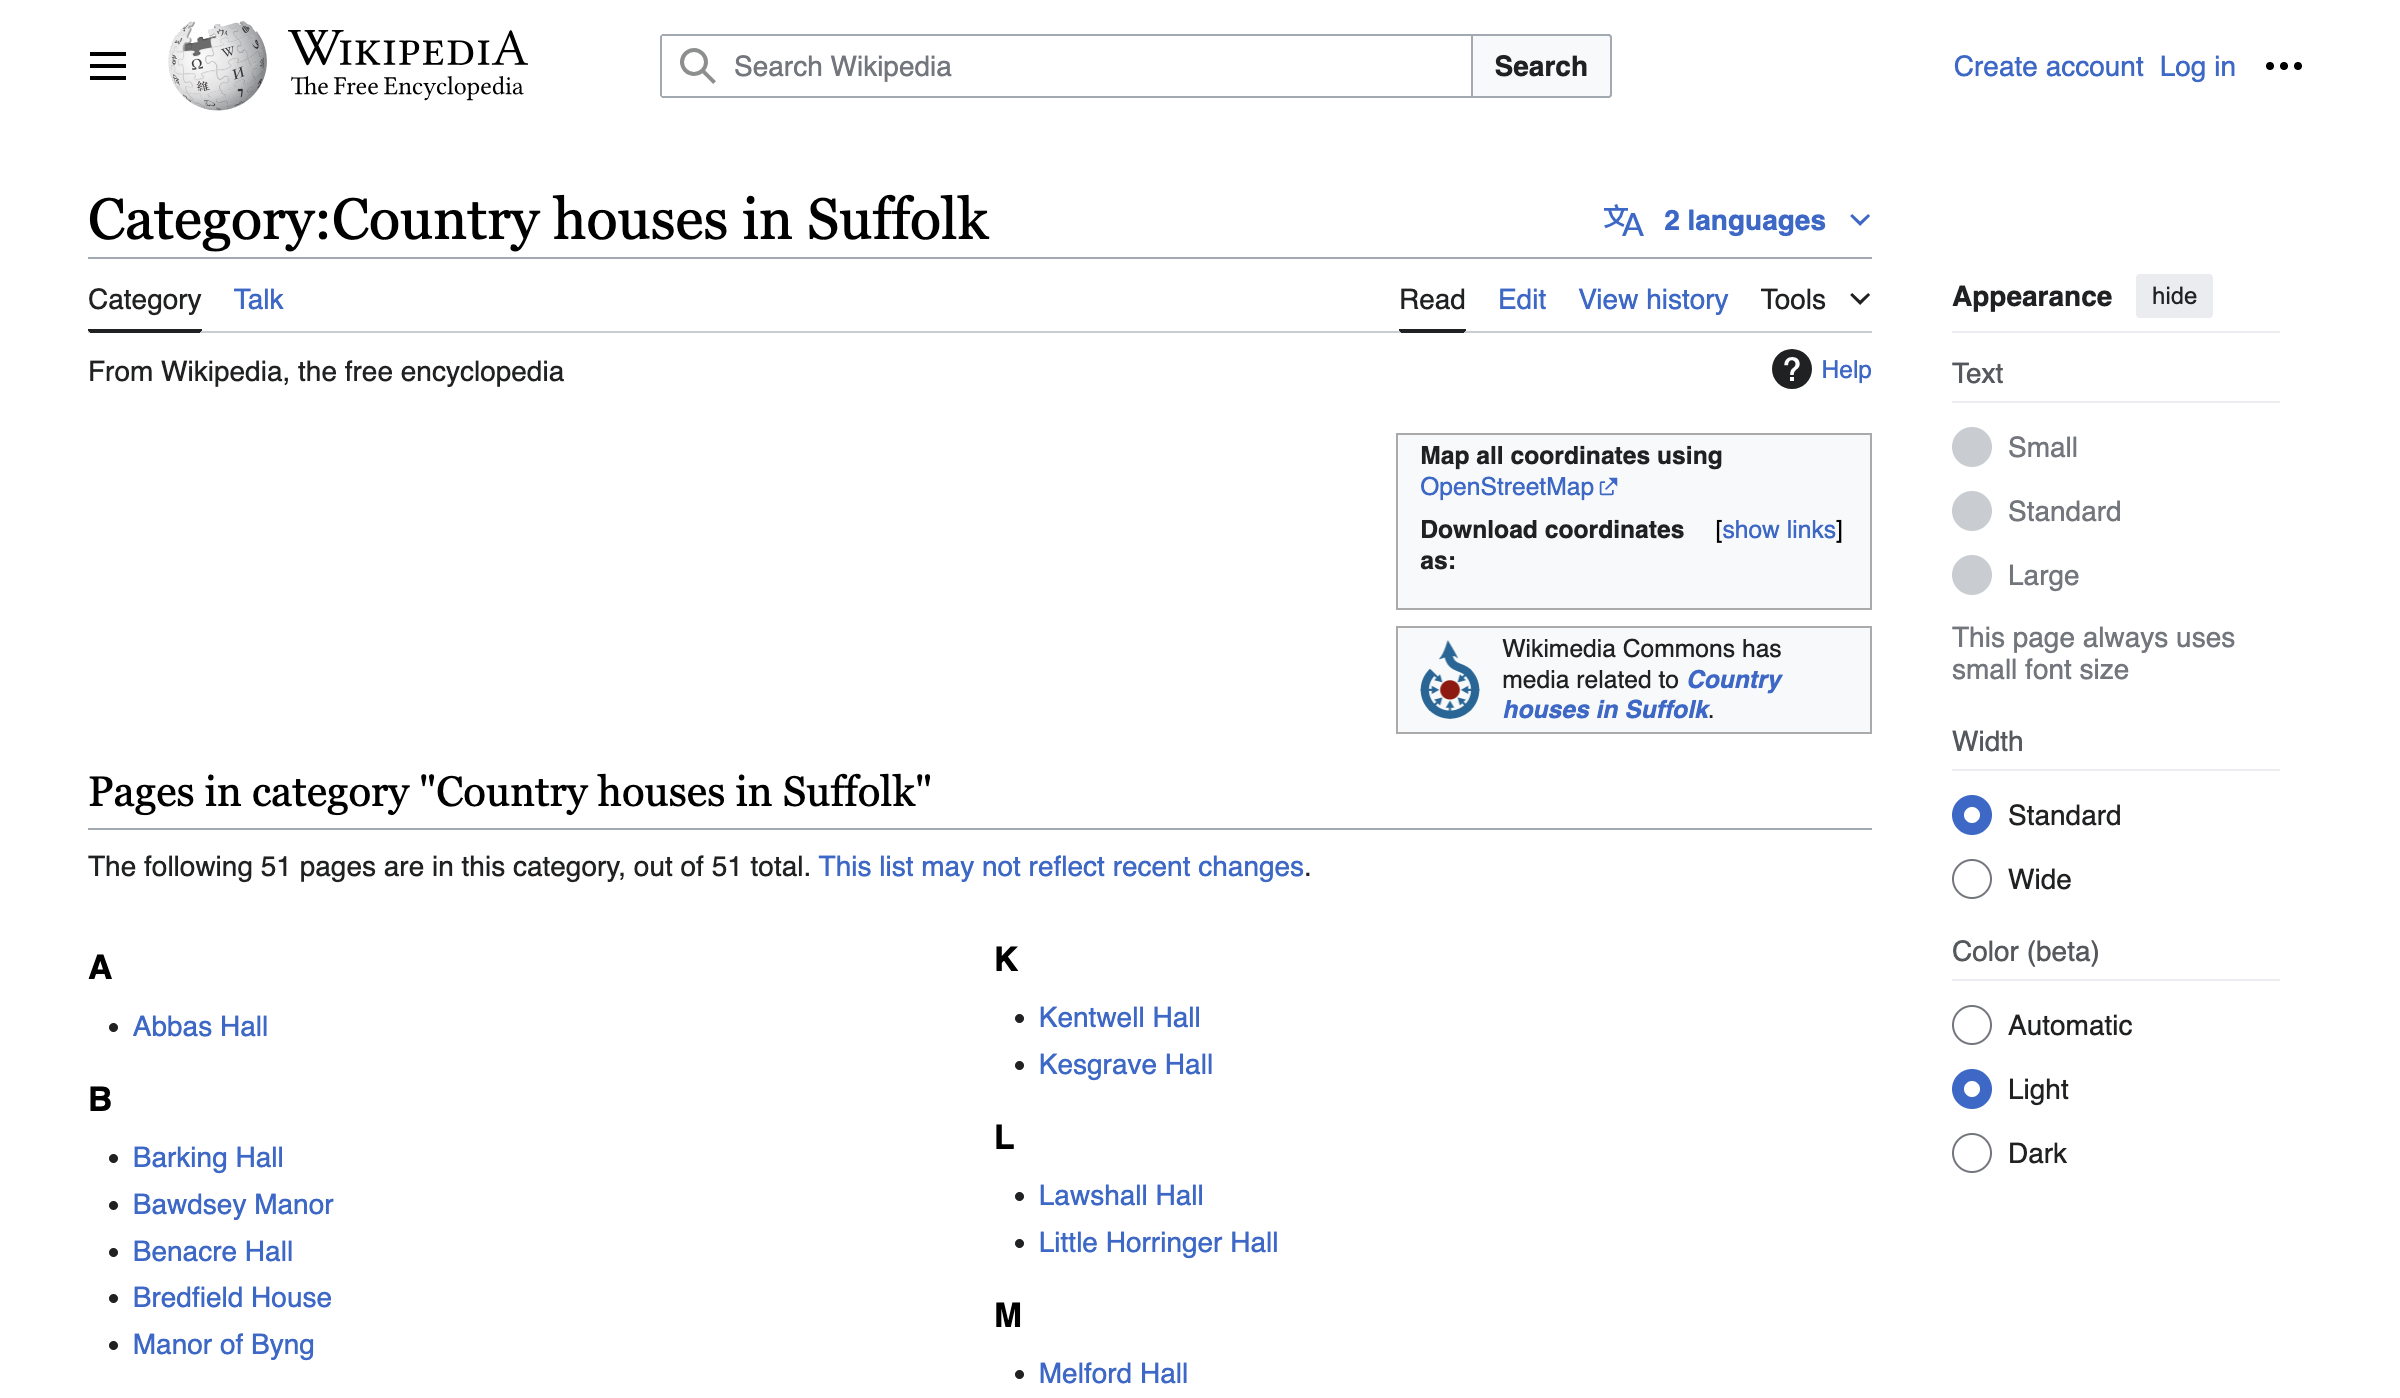 WIKIPEDIA
The Free Encyclopedia
Search Wikipedia
Search
Create account Log in
Category:Country houses in Suffolk
2 languages
Category Talk
Read Edit View history Tools
From Wikipedia, the free encyclopedia
Help
Map all coordinates using
OpenStreetMap
Download coordinates [show links]
as:
Wikimedia Commons has
media related to Country
houses in Suffolk.
Pages in category "Country houses in Suffolk"
The following 51 pages are in this category, out of 51 total. This list may not reflect recent changes.
A
Abbas Hall
B
Barking Hall
Bawdsey Manor
Benacre Hall
Bredfield House
Manor of Byng
K
Kentwell Hall
Kesgrave Hall
L
Lawshall Hall
Little Horringer Hall
M
Melford Hall
Appearance hide
Text
Small
Standard
Large
This page always uses
small font size
Width
Standard
Wide
Color (beta)
Automatic
Light
Dark